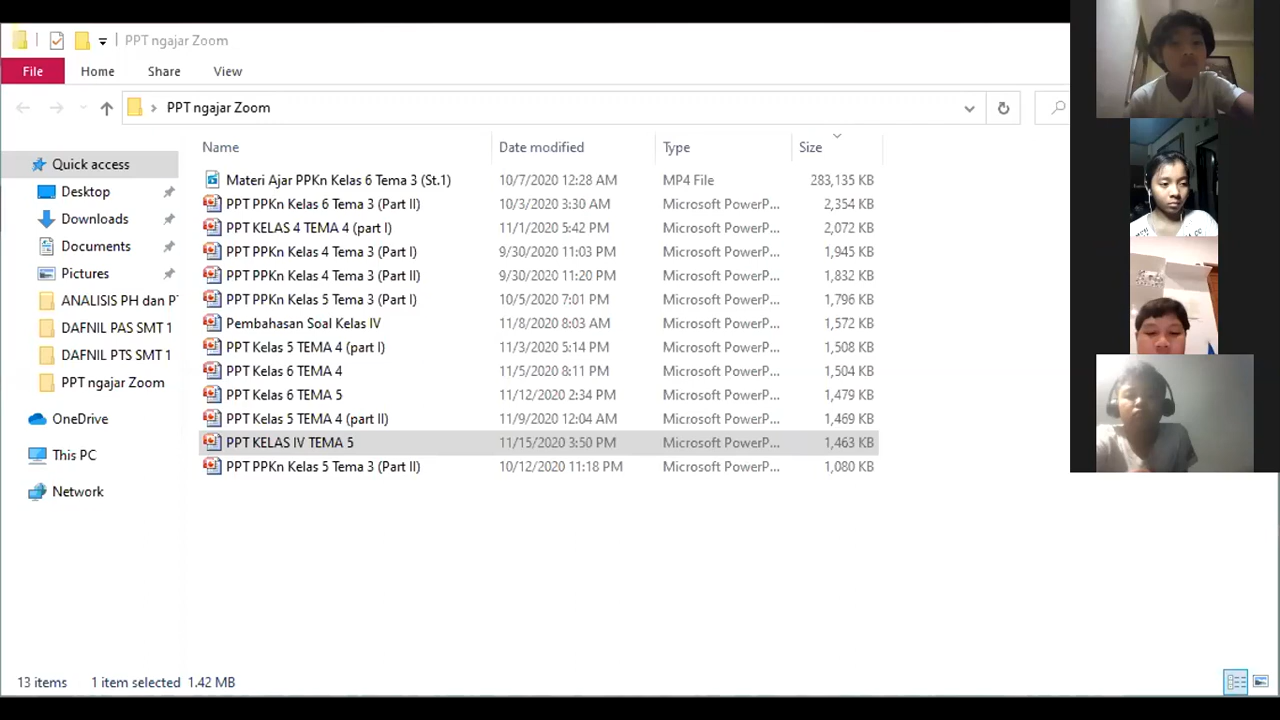 PPT ngajar Zoom
File Home Share View
PPT ngajar Zoom
Name Date modified Type Size
Quick access
Desktop
Downloads
Documents
Pictures
ANALISIS PH dan PT
DAFNIL PAS SMT 1
DAFNIL PTS SMT 1
PPT ngajar Zoom
OneDrive
This PC
Network
Materi Ajar PPKn Kelas 6 Tema 3 (St.1) 10/7/2020 12:28 AM MP4 File 283,135 KB
PPT PPKn Kelas 6 Tema 3 (Part II) 10/3/2020 3:30 AM Microsoft PowerP... 2,354 KB
PPT KELAS 4 TEMA 4 (part I) 11/1/2020 5:42 PM Microsoft PowerP... 2,072 KB
PPT PPKn Kelas 4 Tema 3 (Part I) 9/30/2020 11:03 PM Microsoft PowerP... 1,945 KB
PPT PPKn Kelas 4 Tema 3 (Part II) 9/30/2020 11:20 PM Microsoft PowerP... 1,832 KB
PPT PPKn Kelas 5 Tema 3 (Part I) 10/5/2020 7:01 PM Microsoft PowerP... 1,796 KB
Pembahasan Soal Kelas IV 11/8/2020 8:03 AM Microsoft PowerP... 1,572 KB
PPT Kelas 5 TEMA 4 (part I) 11/3/2020 5:14 PM Microsoft PowerP... 1,508 KB
PPT Kelas 6 TEMA 4 11/5/2020 8:11 PM Microsoft PowerP... 1,504 KB
PPT Kelas 6 TEMA 5 11/12/2020 2:34 PM Microsoft PowerP... 1,479 KB
PPT Kelas 5 TEMA 4 (part II) 11/9/2020 12:04 AM Microsoft PowerP... 1,469 KB
PPT KELAS IV TEMA 5 11/15/2020 3:50 PM Microsoft PowerP... 1,463 KB
PPT PPKn Kelas 5 Tema 3 (Part II) 10/12/2020 11:18 PM Microsoft PowerP... 1,080 KB
13 items 1 item selected 1.42 MB